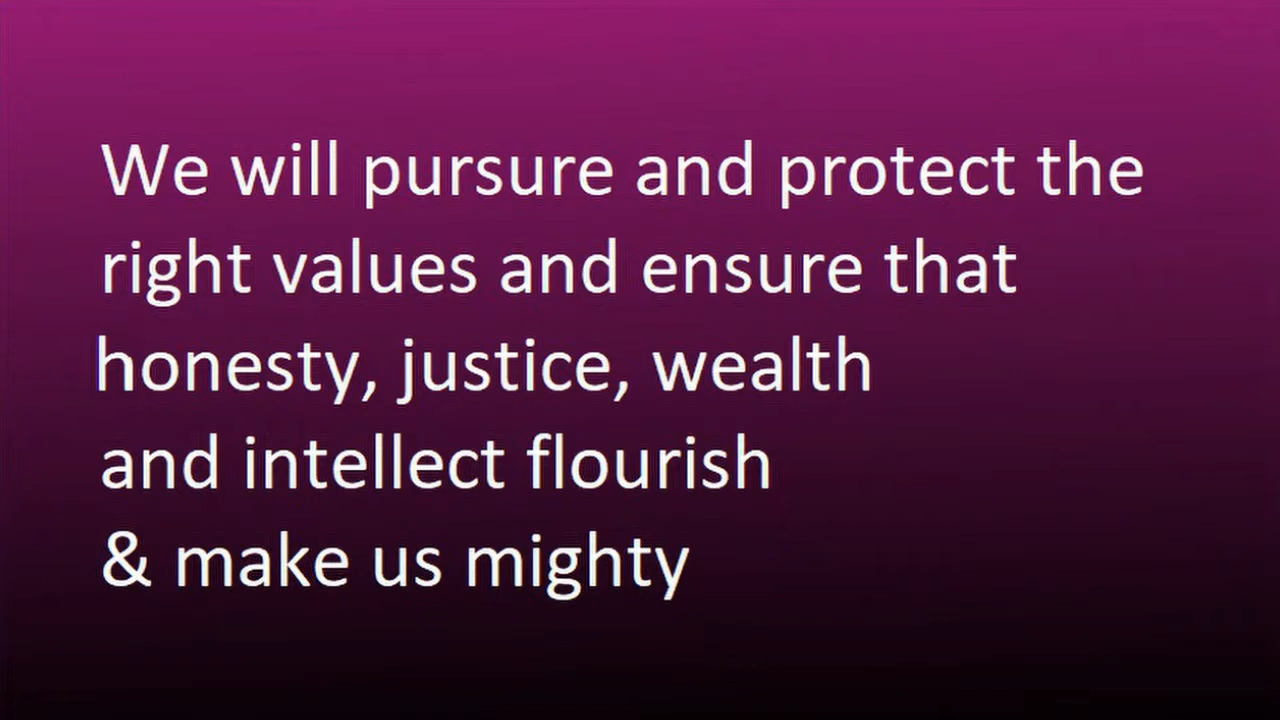 We will pursure and protect the
right values and ensure that
honesty, justice, wealth
and intellect flourish
& make us mighty